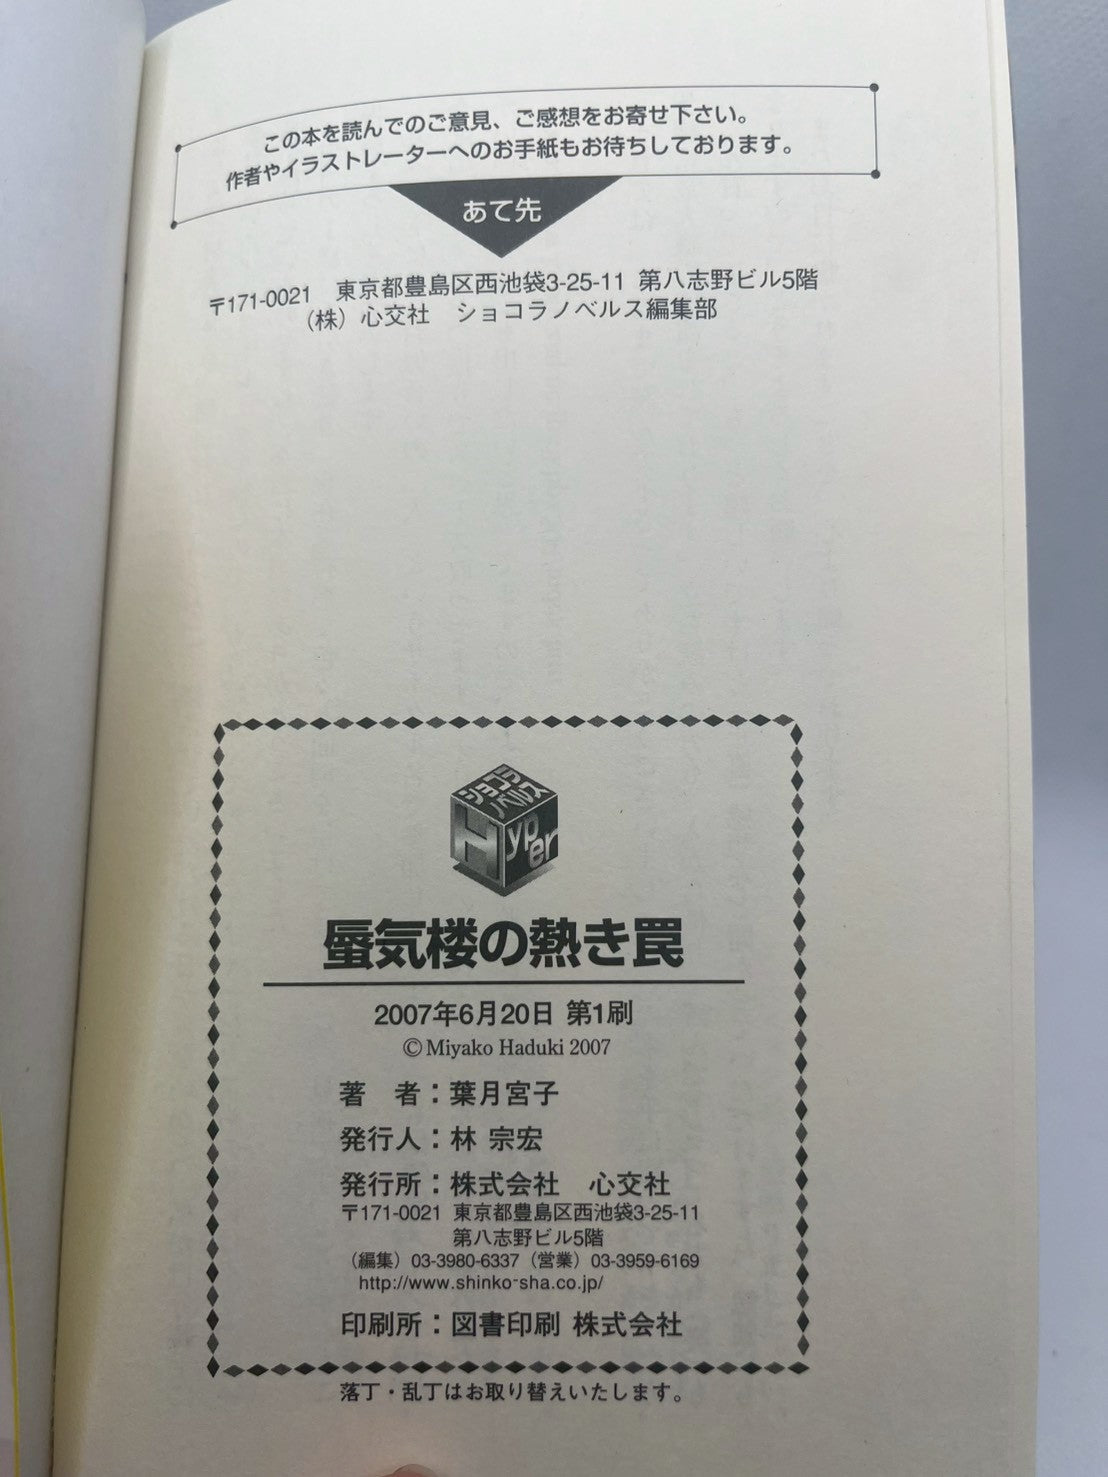 この本を読んでのご意見、ご感想をお寄せ下さい。
作者やイラストレーターへのお手紙もお待ちしております。
あて先
〒171-0021 東京都豊島区西池袋3-25-11 第八志野ビル5階
（株）心交社 ショコラノベルス編集部
ショコラ
ノベルス
Hyper
蜃気楼の熱き罠
2007年6月20日 第1刷
©Miyako Haduki 2007
著 者：葉月宮子
発行人：林 宗宏
発行所：株式会社 心交社
〒171-0021 東京都豊島区西池袋3-25-11
第八志野ビル5階
（編集）03-3980-6337（営業）03-3959-6169
http://www.shinko-sha.co.jp/
印刷所：図書印刷 株式会社
落丁・乱丁はお取り替えいたします。